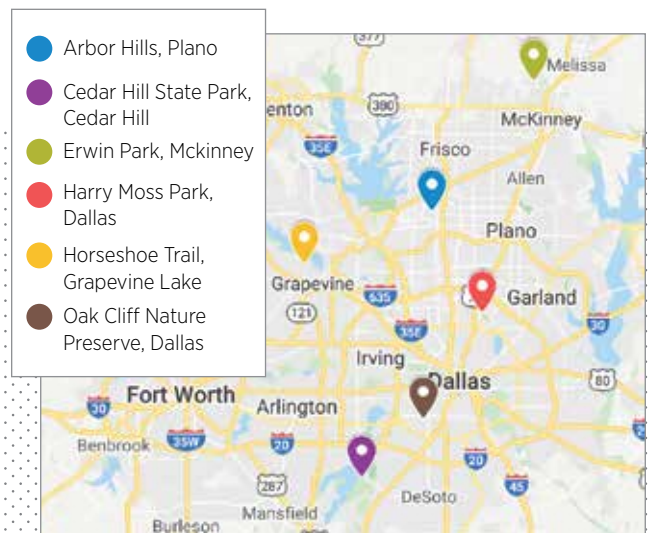 Arbor Hills, Plano
Cedar Hill State Park,
Cedar Hill
Erwin Park, Mckinney
Harry Moss Park,
Dallas
Horseshoe Trail,
Grapevine Lake
Oak Cliff Nature
Preserve, Dallas
377
Melissa
enton
380
McKinney
35E
Frisco
Allen
Plano
Grapevine
635
Garland
121
35E
30
Irving
Dallas
80
Fort Worth
30
Arlington
Benbrook
35W
20
20
287
45
DeSoto
Mansfield
Burleson